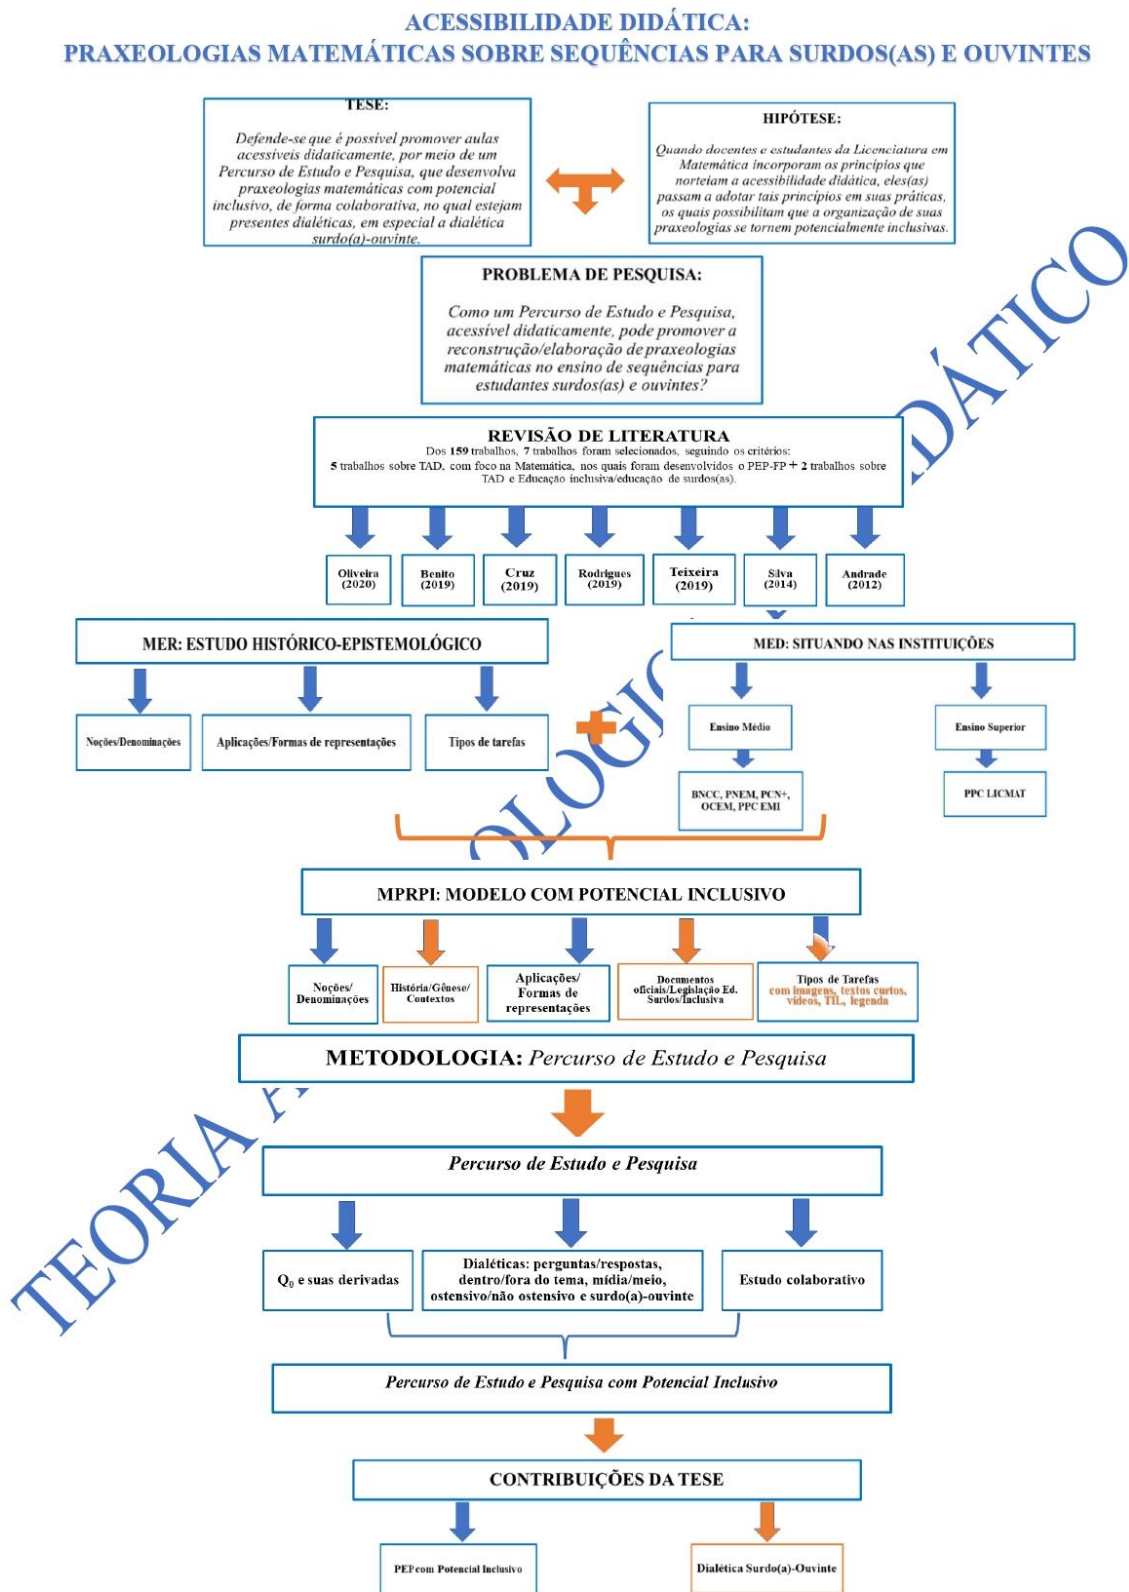 ACESSIBILIDADE DIDÁTICA:
PRAXEOLOGIAS MATEMÁTICAS SOBRE SEQUÊNCIAS PARA SURDOS(AS) E OUVINTES
TESE:
Defende-se que é possível promover aulas
acessíveis didaticamente, por meio de um
Percurso de Estudo e Pesquisa, que desenvolva
praxeologias matemáticas com potencial
inclusivo, de forma colaborativa, no qual estejam
presentes dialéticas, em especial a dialética
surdo(a)-ouvinte.
HIPÓTESE:
Quando docentes e estudantes da Licenciatura em
Matemática incorporam os princípios que
norteiam a acessibilidade didática, eles(as)
passam a adotar tais princípios em suas práticas,
os quais possibilitam que a organização de suas
praxeologias se tornem potencialmente inclusivas.
PROBLEMA DE PESQUISA:
Como um Percurso de Estudo e Pesquisa,
acessível didaticamente, pode promover a
reconstrução/elaboração de praxeologias
matemáticas no ensino de sequências para
estudantes surdos(as) e ouvintes?
REVISÃO DE LITERATURA
Dos 159 trabalhos, 7 trabalhos foram selecionados, seguindo os critérios:
5 trabalhos sobre TAD, com foco na Matemática, nos quais foram desenvolvidos o PEP-FP + 2 trabalhos sobre
TAD e Educação inclusiva/educação de surdos(as).
Oliveira
(2020)
Benito
(2019)
Cruz
(2019)
Rodrigues
(2019)
Teixeira
(2019)
Silva
(2014)
Andrade
(2012)
MER: ESTUDO HISTÓRICO-EPISTEMOLÓGICO
Noções/Denominações
Aplicações/Formas de representações
Tipos de tarefas
MED: SITUANDO NAS INSTITUIÇÕES
Ensino Médio
Ensino Superior
BNCC, PNEM, PCN+,
OCEM, PPC EMI
PPC LICMAT
MPRPI: MODELO COM POTENCIAL INCLUSIVO
Noções/
Denominações
História/Gênese/
Contextos
Aplicações/
Formas de
representações
Documentos
oficiais/Legislação Ed.
Surdos/Inclusiva
Tipos de Tarefas
com imagens, textos curtos,
vídeos, TIL, legenda
METODOLOGIA: Percurso de Estudo e Pesquisa
Percurso de Estudo e Pesquisa
Q₀ e suas derivadas
Dialéticas: perguntas/respostas,
dentro/fora do tema, mídia/meio,
ostensivo/não ostensivo e surdo(a)-ouvinte
Estudo colaborativo
Percurso de Estudo e Pesquisa com Potencial Inclusivo
CONTRIBUIÇÕES DA TESE
PEP com Potencial Inclusivo
Dialética Surdo(a)-Ouvinte
TEORIA A OLOGIC DÁTICO